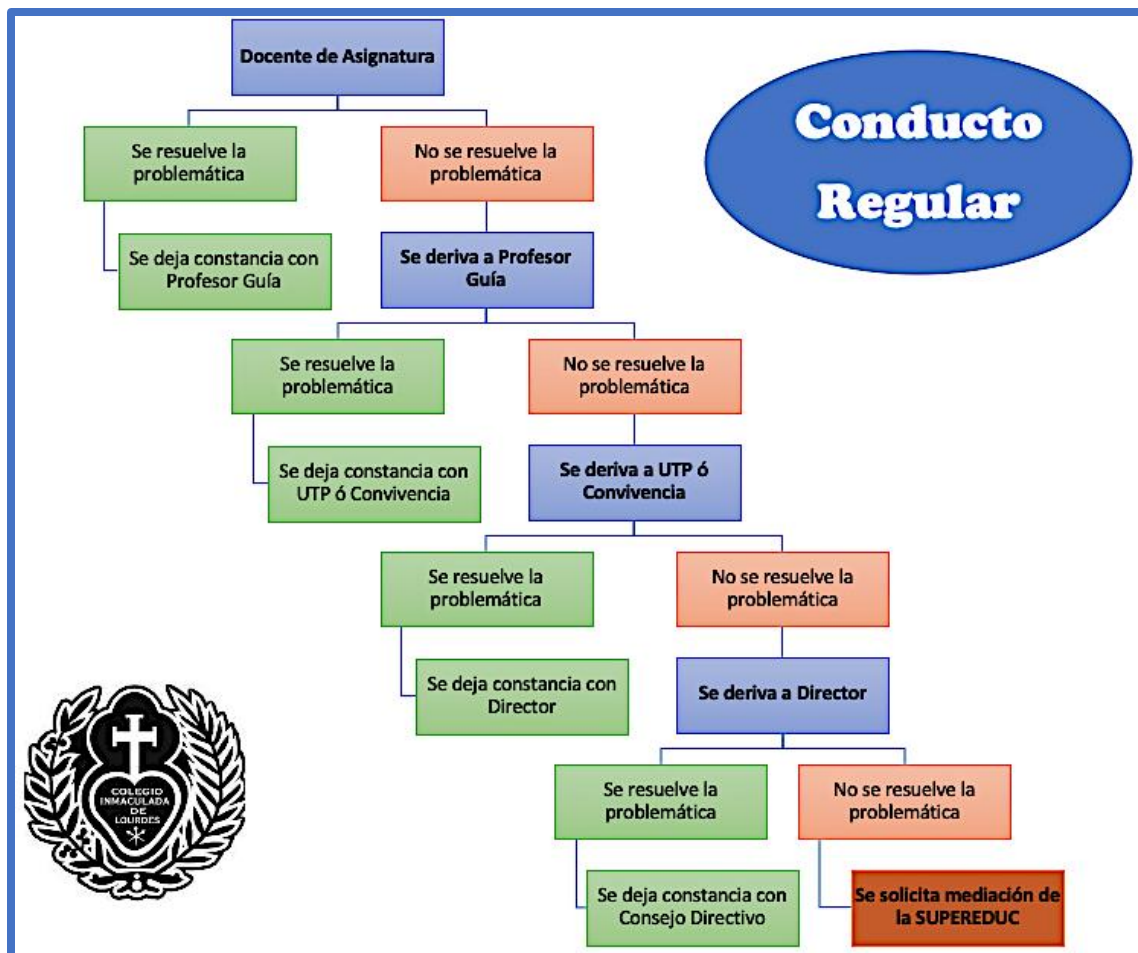 Docente de Asignatura
Conducto
Regular
Se resuelve la
problemática
No se resuelve la
problemática
Se deja constancia con
Profesor Guía
Se deriva a Profesor
Guía
Se resuelve la
problemática
No se resuelve la
problemática
Se deja constancia con
UTP ó Convivencia
Se deriva a UTP ó
Convivencia
Se resuelve la
problemática
No se resuelve la
problemática
Se deja constancia con
Director
Se deriva a Director
COLEGIO
INMACULADA
DE
LOURDES
Se resuelve la
problemática
No se resuelve la
problemática
Se deja constancia con
Consejo Directivo
Se solicita mediación de
la SUPEREDUC